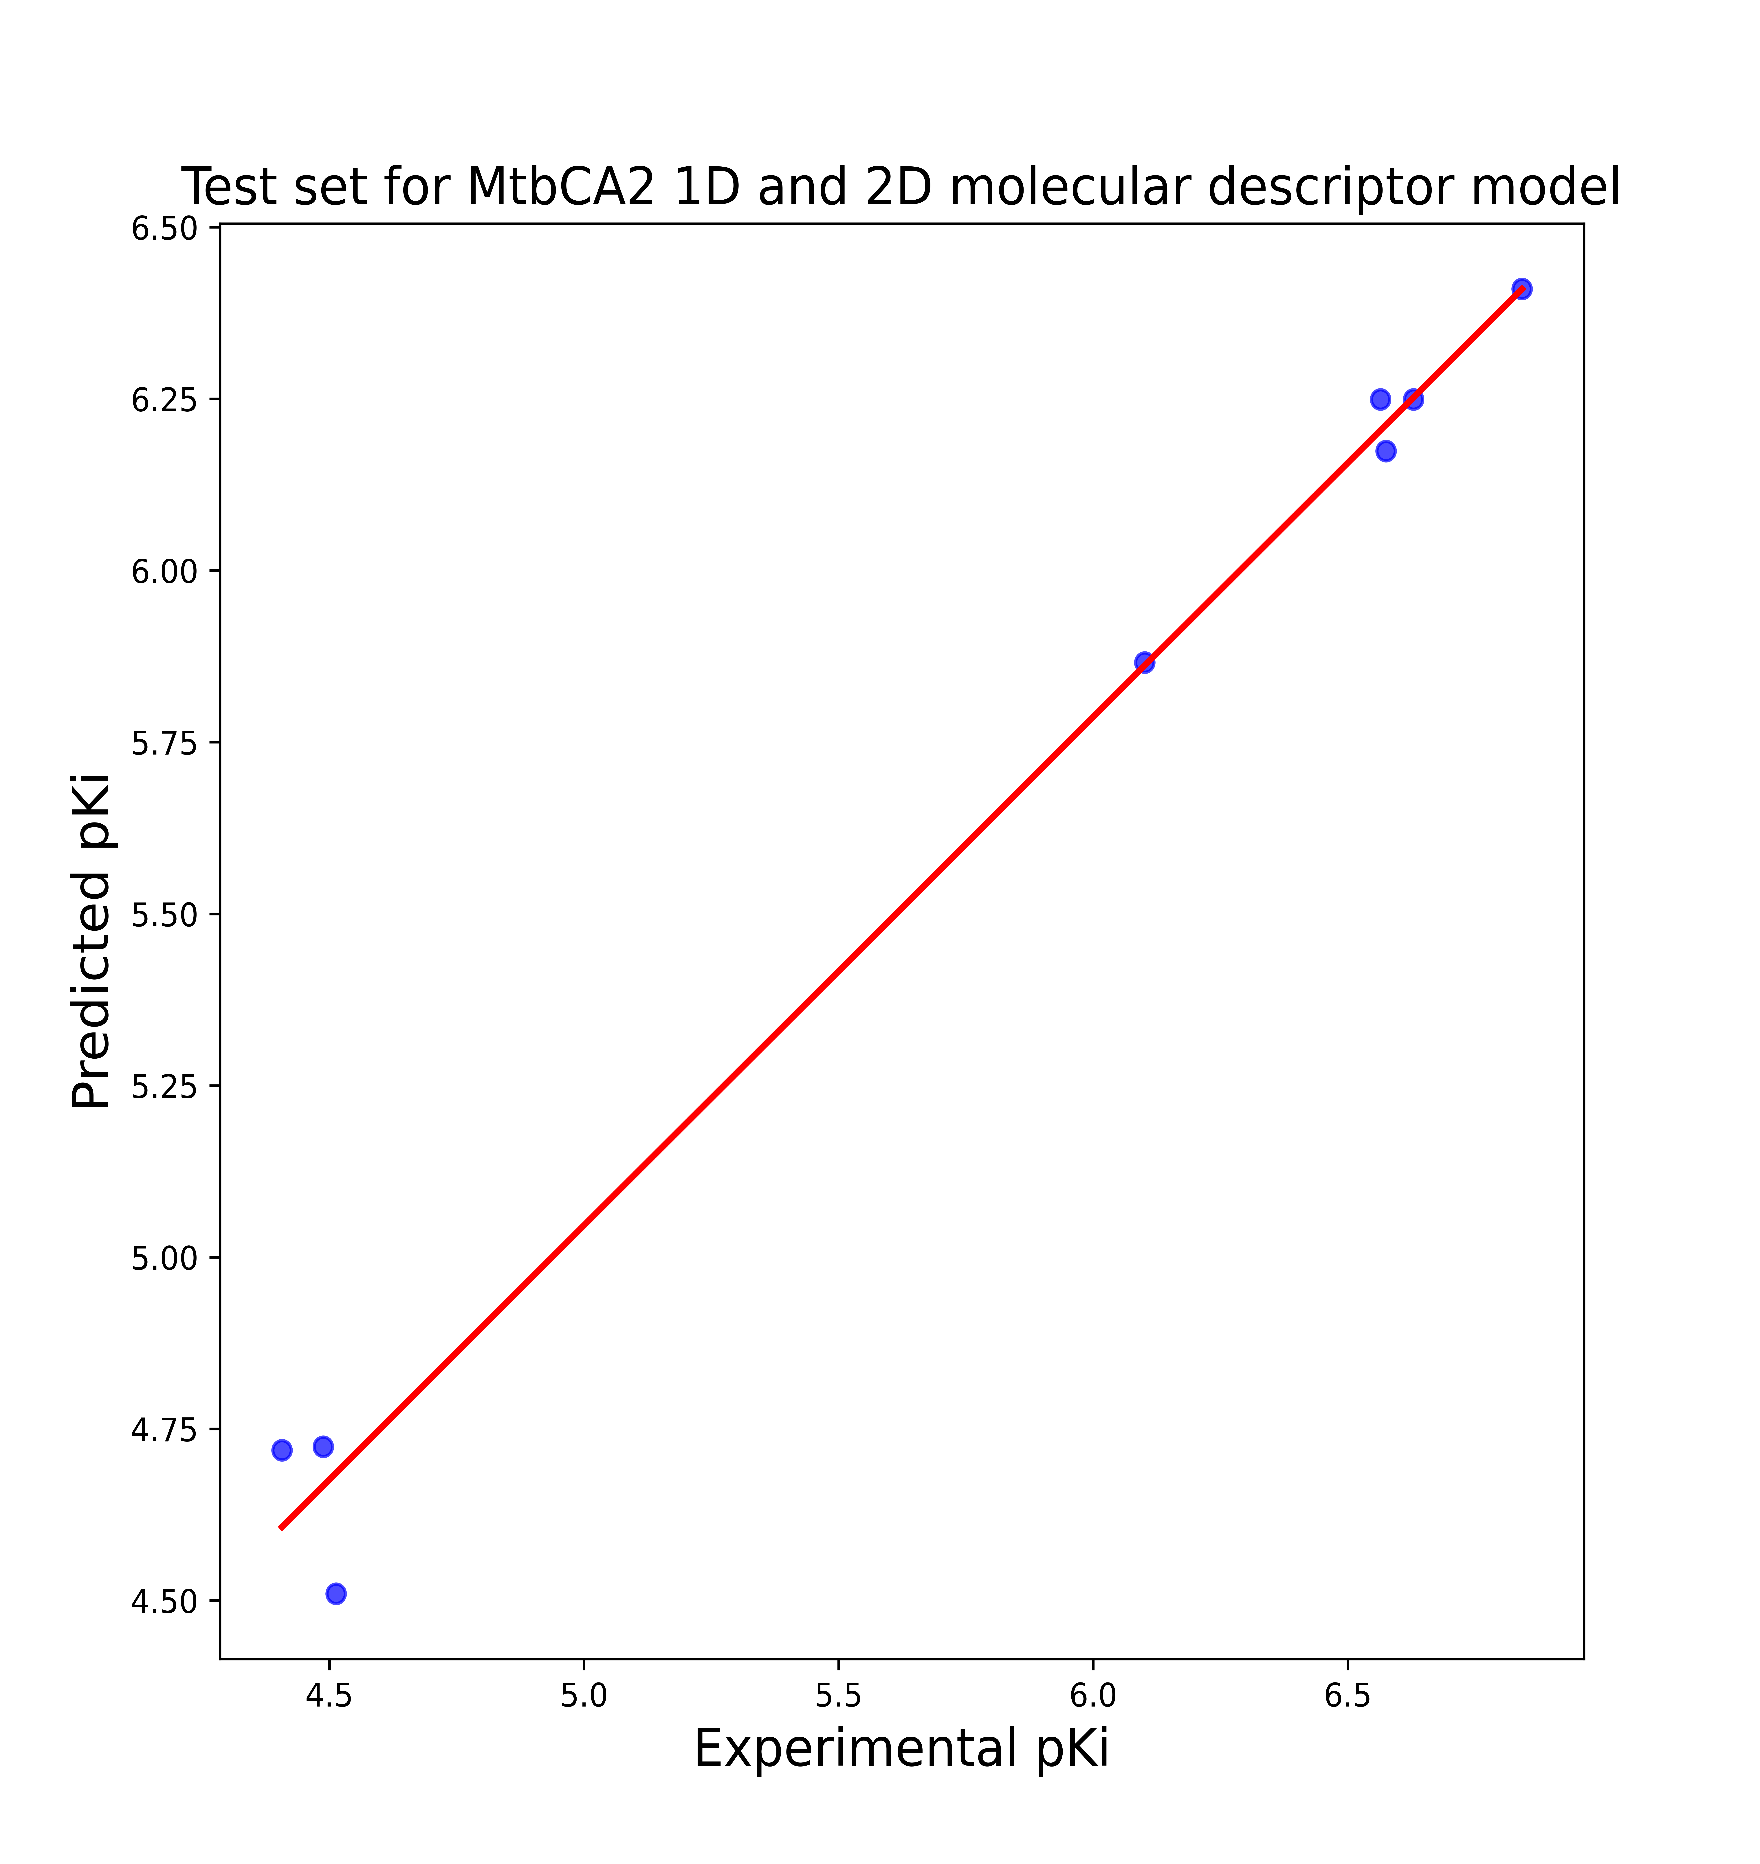 Test set for MtbCA2 1D and 2D molecular descriptor model
6.50
6.25
6.00
5.75
5.50
5.25
5.00
4.75
4.50
Predicted pKi
4.5 5.0 5.5 6.0 6.5
Experimental pKi